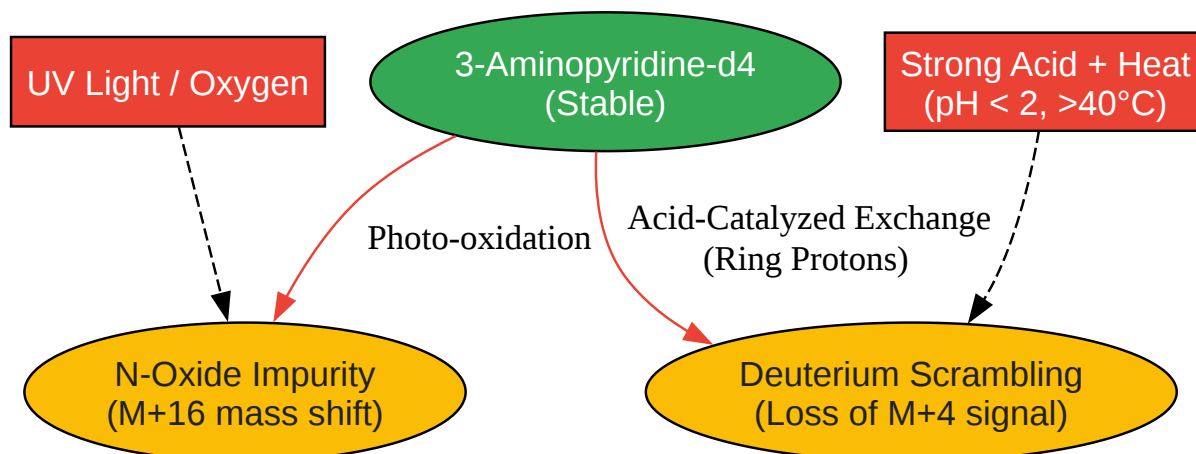 UV Light / Oxygen
3-Aminopyridine-d4
(Stable)
Strong Acid + Heat
(pH < 2, >40°C)
Photo-oxidation
Acid-Catalyzed Exchange
(Ring Protons)
N-Oxide Impurity
(M+16 mass shift)
Deuterium Scrambling
(Loss of M+4 signal)